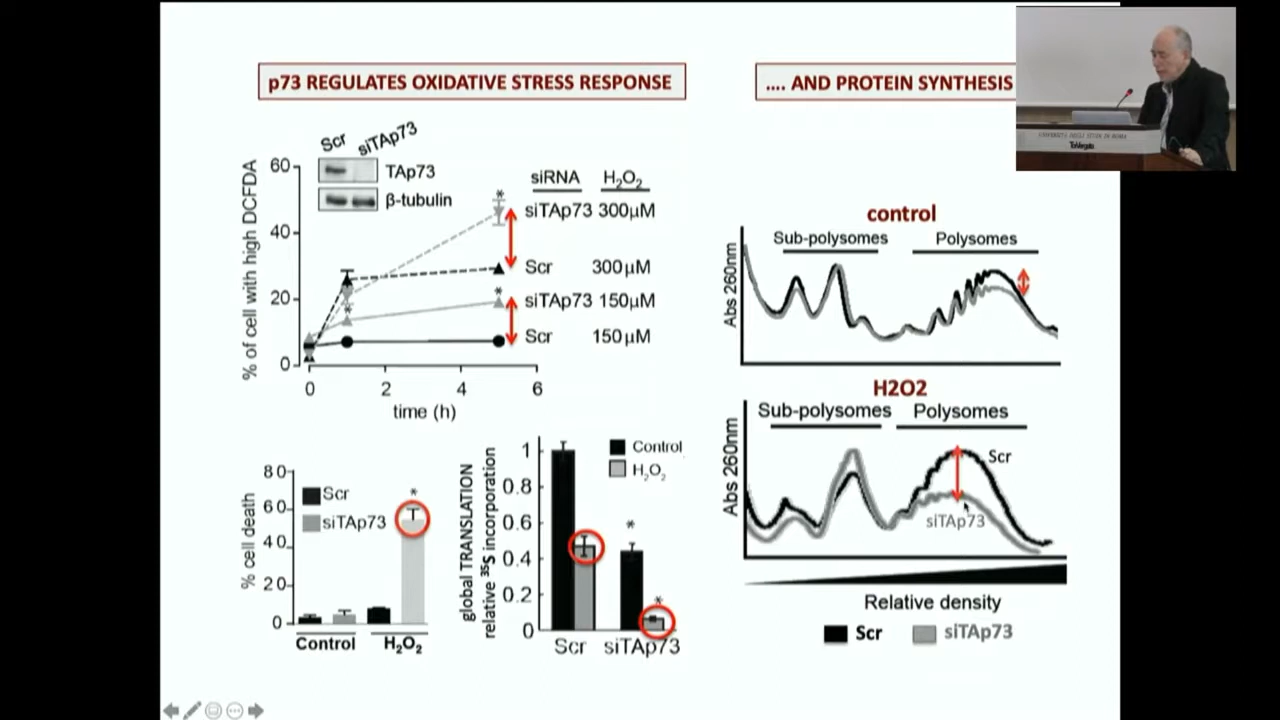 p73 REGULATES OXIDATIVE STRESS RESPONSE
.... AND PROTEIN SYNTHESIS
Scr
siTAp73
TAp73
β-tubulin
% of cell with high DCFDA
60
40
20
0
0
2
4
6
time (h)
siRNA
H₂O₂
siTAp73 300µM
Scr 300µM
siTAp73 150µM
Scr 150µM
*
*
*
% cell death
80
60
40
20
0
Scr
siTAp73
*
Control
H₂O₂
global TRANSLATION
relative ³⁵S incorporation
1
0.8
0.6
0.4
0.2
0
Control
H₂O₂
*
*
Scr
siTAp73
control
Sub-polysomes
Polysomes
Abs 260nm
H2O2
Sub-polysomes
Polysomes
Abs 260nm
Scr
siTAp73
Relative density
Scr
siTAp73
TorVergata